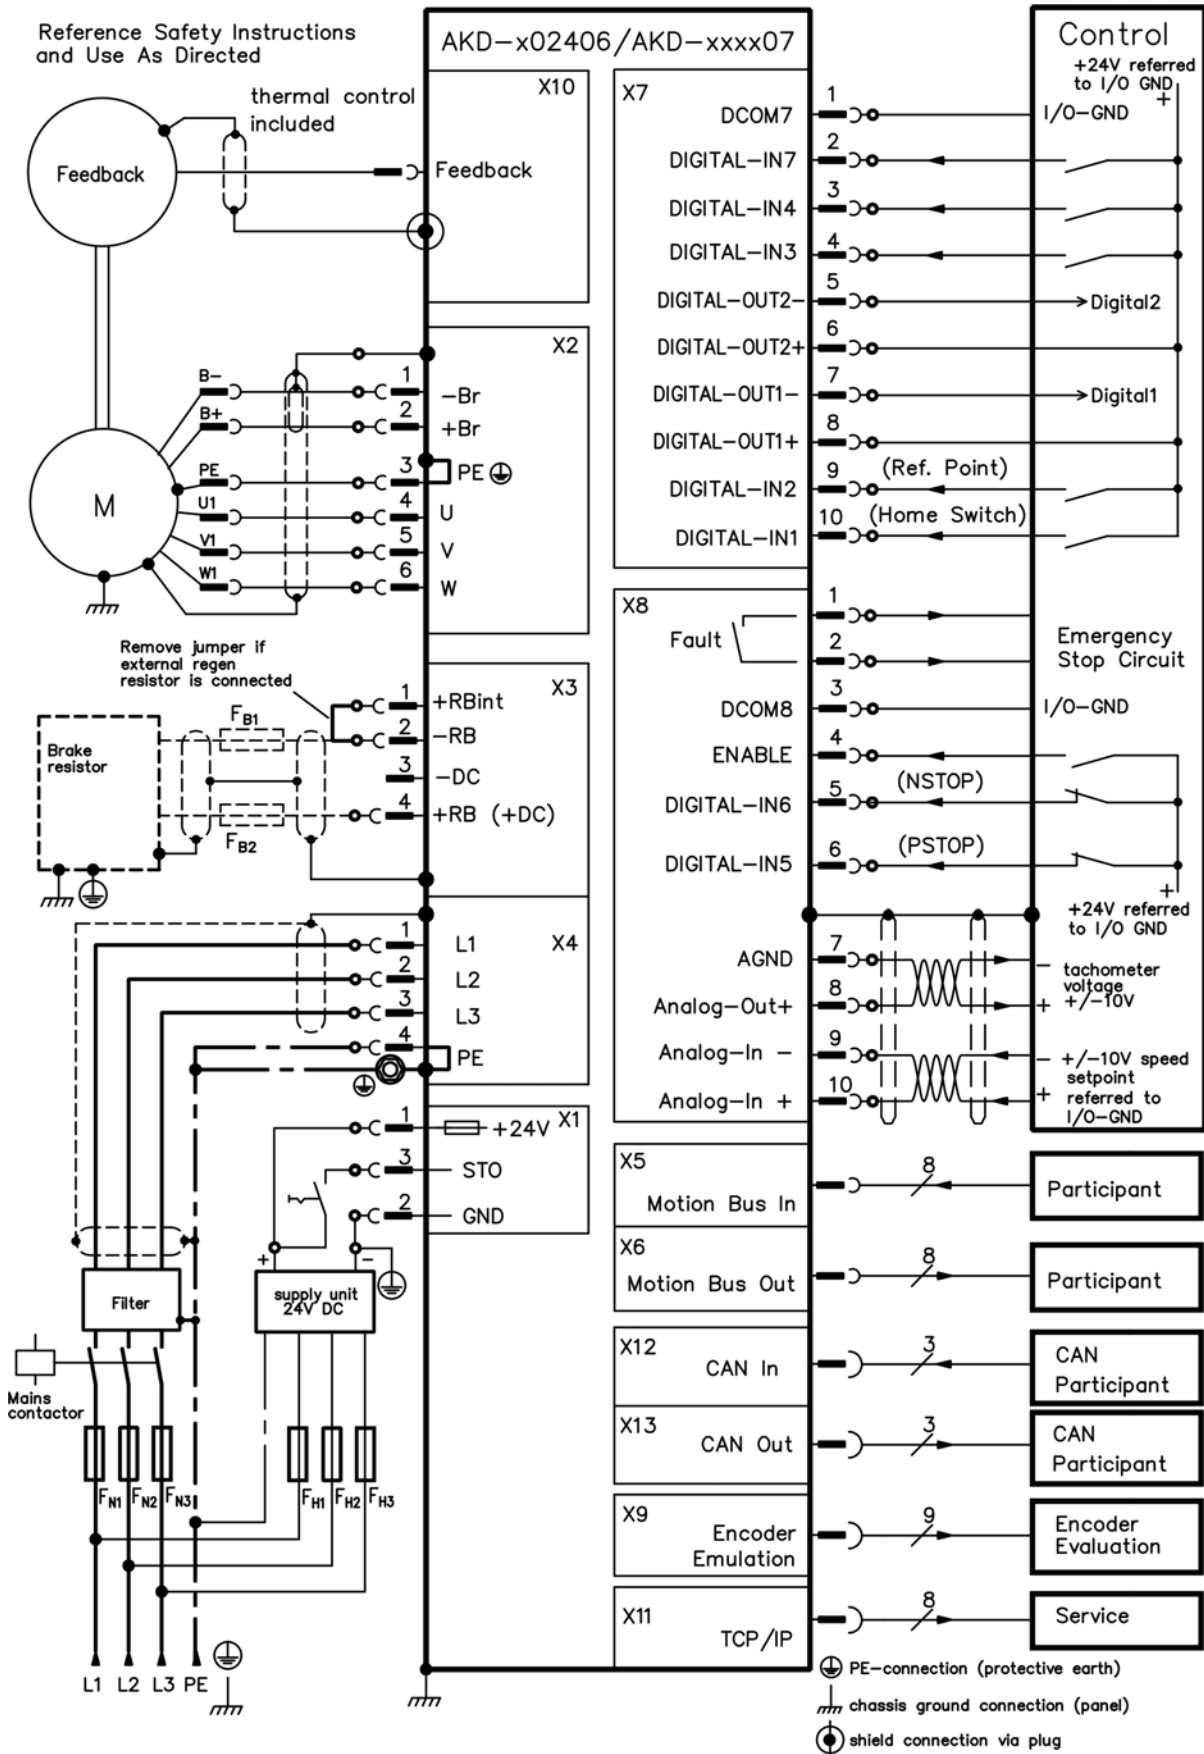 Reference Safety Instructions
and Use As Directed
thermal control
included
Feedback
AKD-x02406/AKD-xxxx07
X10
Feedback
X2
B-
1
-Br
B+
2
+Br
M
PE
3
PE
U1
4
U
V1
5
V
W1
6
W
Remove jumper if
external regen
resistor is connected
X3
1
+RBint
FB1
2
-RB
Brake
resistor
3
-DC
4
+RB (+DC)
FB2
X4
1
L1
2
L2
3
L3
4
PE
X1
1
+24V
3
STO
2
GND
+
-
Filter
supply unit
24V DC
Mains
contactor
FN1
FN2
FN3
FH1
FH2
FH3
L1
L2
L3
PE
X7
DCOM7
1
DIGITAL-IN7
2
DIGITAL-IN4
3
DIGITAL-IN3
4
DIGITAL-OUT2-
5
Digital2
DIGITAL-OUT2+
6
DIGITAL-OUT1-
7
Digital1
DIGITAL-OUT1+
8
DIGITAL-IN2
9
(Ref. Point)
DIGITAL-IN1
10
(Home Switch)
Control
+24V referred
to I/O GND
+
I/O-GND
X8
Fault
1
2
Emergency
Stop Circuit
DCOM8
3
I/O-GND
ENABLE
4
DIGITAL-IN6
5
(NSTOP)
DIGITAL-IN5
6
(PSTOP)
+
+24V referred
to I/O GND
AGND
7
-
tachometer
voltage
+/-10V
Analog-Out+
8
+
Analog-In -
9
-
+/-10V speed
setpoint
referred to
I/O-GND
Analog-In +
10
+
X5
Motion Bus In
8
Participant
X6
Motion Bus Out
8
Participant
X12
CAN In
3
CAN
Participant
X13
CAN Out
3
CAN
Participant
X9
Encoder
Emulation
9
Encoder
Evaluation
X11
TCP/IP
8
Service
PE-connection (protective earth)
chassis ground connection (panel)
shield connection via plug